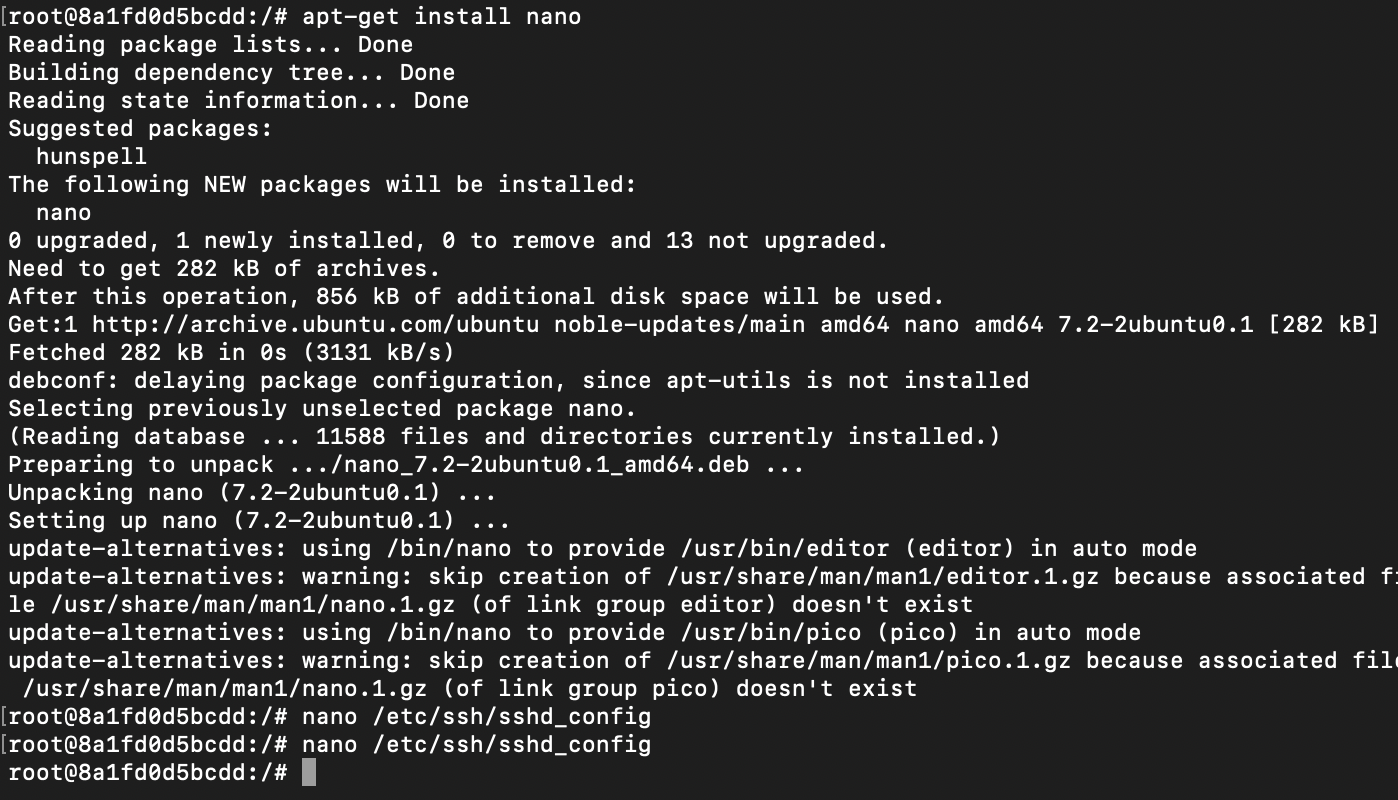 [root@8a1fd0d5bcdd:/# apt-get install nano
Reading package lists... Done
Building dependency tree... Done
Reading state information... Done
Suggested packages:
  hunspell
The following NEW packages will be installed:
  nano
0 upgraded, 1 newly installed, 0 to remove and 13 not upgraded.
Need to get 282 kB of archives.
After this operation, 856 kB of additional disk space will be used.
Get:1 http://archive.ubuntu.com/ubuntu noble-updates/main amd64 nano amd64 7.2-2ubuntu0.1 [282 kB]
Fetched 282 kB in 0s (3131 kB/s)
debconf: delaying package configuration, since apt-utils is not installed
Selecting previously unselected package nano.
(Reading database ... 11588 files and directories currently installed.)
Preparing to unpack .../nano_7.2-2ubuntu0.1_amd64.deb ...
Unpacking nano (7.2-2ubuntu0.1) ...
Setting up nano (7.2-2ubuntu0.1) ...
update-alternatives: using /bin/nano to provide /usr/bin/editor (editor) in auto mode
update-alternatives: warning: skip creation of /usr/share/man/man1/editor.1.gz because associated fi
le /usr/share/man/man1/nano.1.gz (of link group editor) doesn't exist
update-alternatives: using /bin/nano to provide /usr/bin/pico (pico) in auto mode
update-alternatives: warning: skip creation of /usr/share/man/man1/pico.1.gz because associated file
 /usr/share/man/man1/nano.1.gz (of link group pico) doesn't exist
[root@8a1fd0d5bcdd:/# nano /etc/ssh/sshd_config
[root@8a1fd0d5bcdd:/# nano /etc/ssh/sshd_config
root@8a1fd0d5bcdd:/#